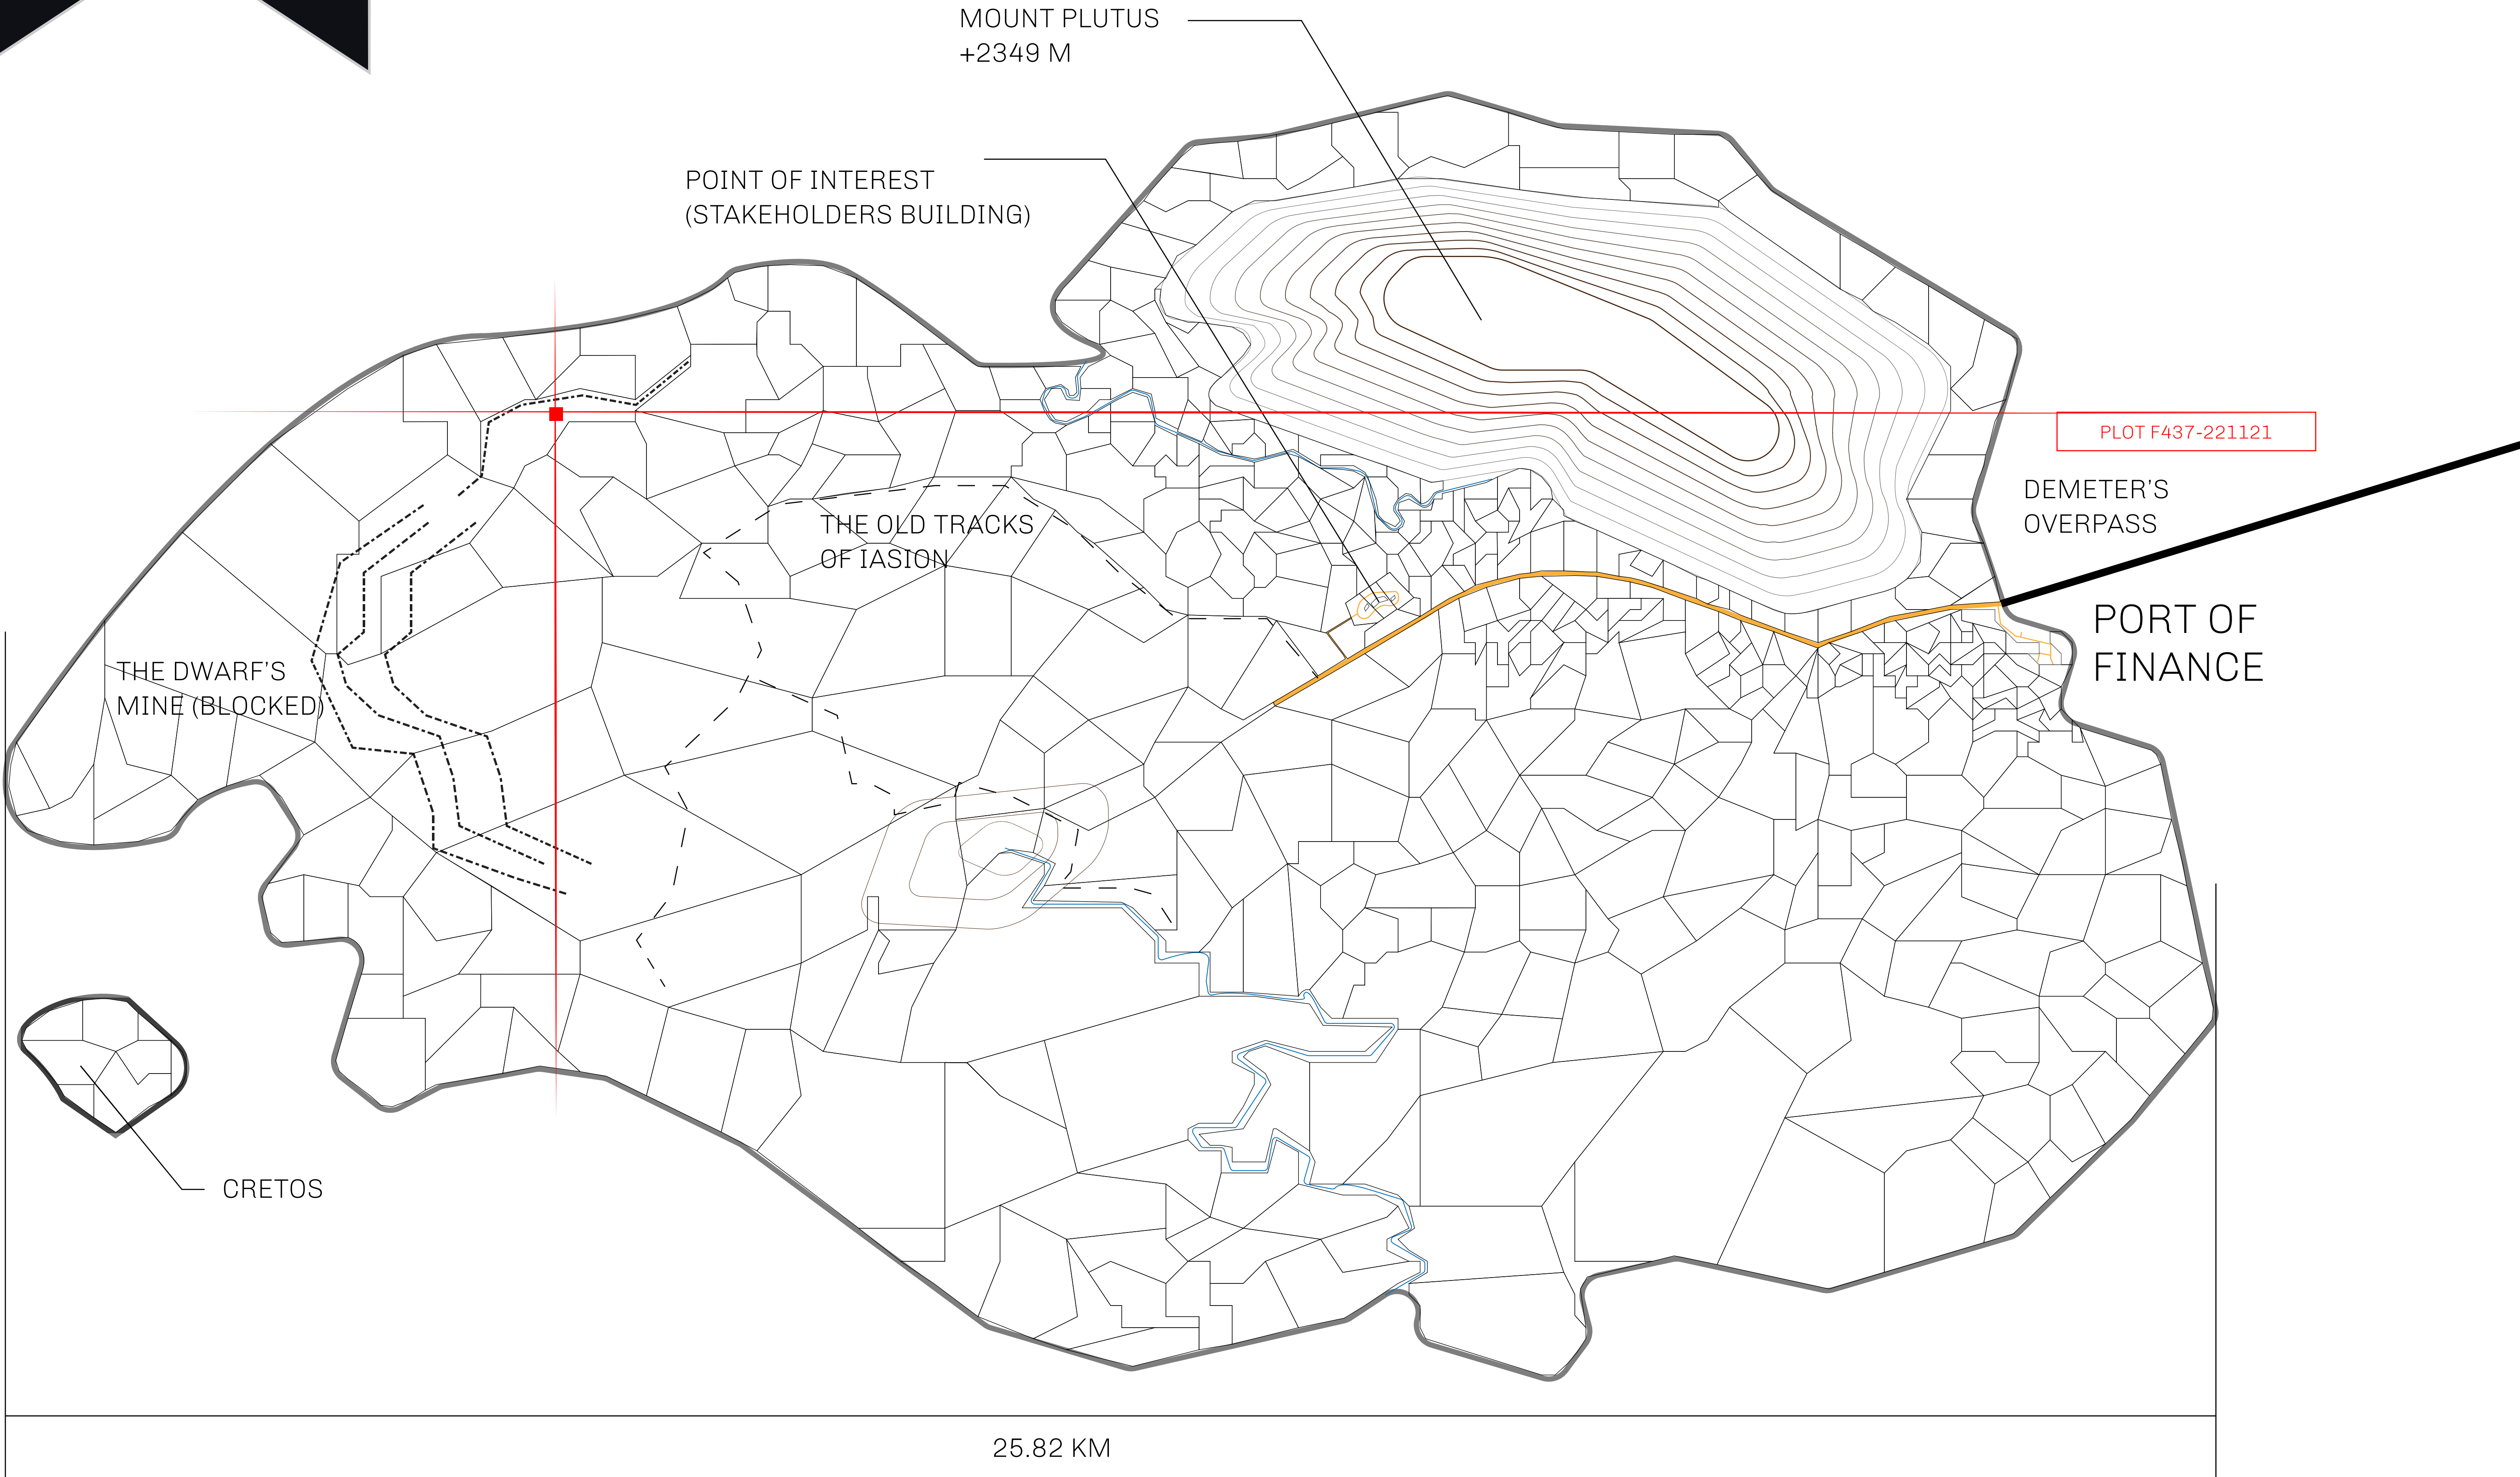 MOUNT PLUTUS
+2349 M
POINT OF INTEREST
(STAKEHOLDERS BUILDING)
PLOT F437-221121
DEMETER'S
OVERPASS
THE OLD TRACKS
OF IASION
PORT OF
FINANCE
THE DWARF'S
MINE (BLOCKED)
CRETOS
25.82 KM